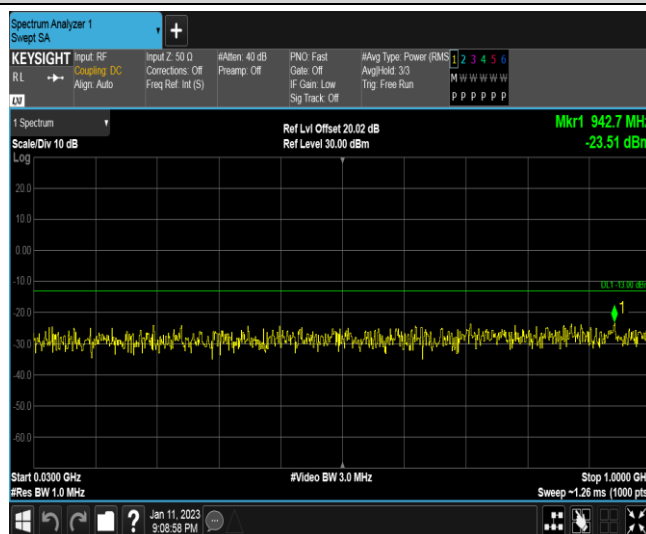 Spectrum Analyzer 1
Swept SA
+
KEYSIGHT
RL
LXI
Input: RF
Coupling: DC
Align: Auto
Input Z: 50 Ω
Corrections: Off
Freq Ref: Int (S)
#Atten: 40 dB
Preamp: Off
PNO: Fast
Gate: Off
IF Gain: Low
Sig Track: Off
#Avg Type: Power (RMS
Avg|Hold: 3/3
Trig: Free Run
1 2 3 4 5 6
M W W W W W
P P P P P P
1 Spectrum
Scale/Div 10 dB
Log
Ref Lvl Offset 20.02 dB
Ref Level 30.00 dBm
Mkr1 942.7 MHz
-23.51 dBm
20.0
10.0
0.00
-10.0
DL1 -13.00 dBm
-20.0
1
-30.0
-40.0
-50.0
-60.0
Start 0.0300 GHz
#Res BW 1.0 MHz
#Video BW 3.0 MHz
Stop 1.0000 GHz
Sweep ~1.26 ms (1000 pts
?
Jan 11, 2023
9:08:58 PM